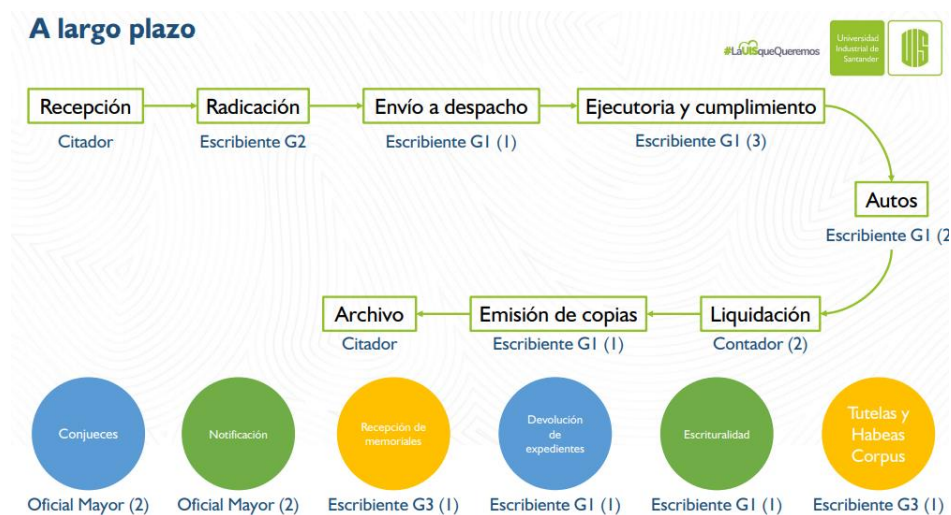 A largo plazo
#LaUISqueQueremos
Universidad
Industrial de
Santander
Recepción
Radicación
Envío a despacho
Ejecutoria y cumplimiento
Citador
Escribiente G2
Escribiente G1 (1)
Escribiente G1 (3)
Autos
Escribiente G1 (2
Archivo
Emisión de copias
Liquidación
Citador
Escribiente G1 (1)
Contador (2)
Conjueces
Notificación
Recepción de
memoriales
Devolución
de
expedientes
Escrituralidad
Tutelas y
Habeas
Corpus
Oficial Mayor (2)
Oficial Mayor (2)
Escribiente G3 (1)
Escribiente G1 (1)
Escribiente G1 (1)
Escribiente G3 (1)